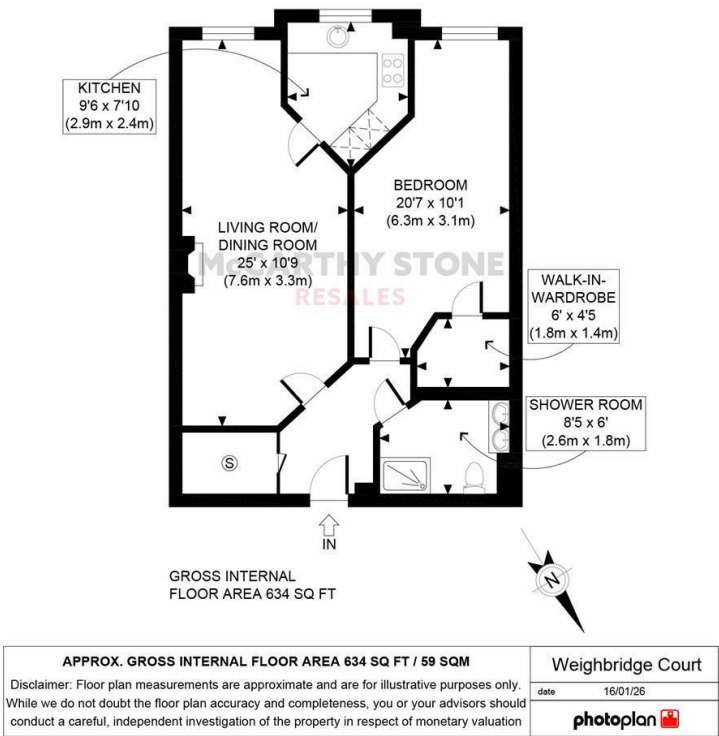 KITCHEN
9'6 x 7'10
(2.9m x 2.4m)
BEDROOM
20'7 x 10'1
(6.3m x 3.1m)
LIVING ROOM/
DINING ROOM
25' x 10'9
(7.6m x 3.3m)
McCARTHY STONE
RESALES
WALK-IN-
WARDROBE
6' x 4'5
(1.8m x 1.4m)
SHOWER ROOM
8'5 x 6'
(2.6m x 1.8m)
S
IN
N
GROSS INTERNAL
FLOOR AREA 634 SQ FT
APPROX. GROSS INTERNAL FLOOR AREA 634 SQ FT / 59 SQM
Disclaimer: Floor plan measurements are approximate and are for illustrative purposes only.
While we do not doubt the floor plan accuracy and completeness, you or your advisors should
conduct a careful, independent investigation of the property in respect of monetary valuation
Weighbridge Court
date 16/01/26
photoplan